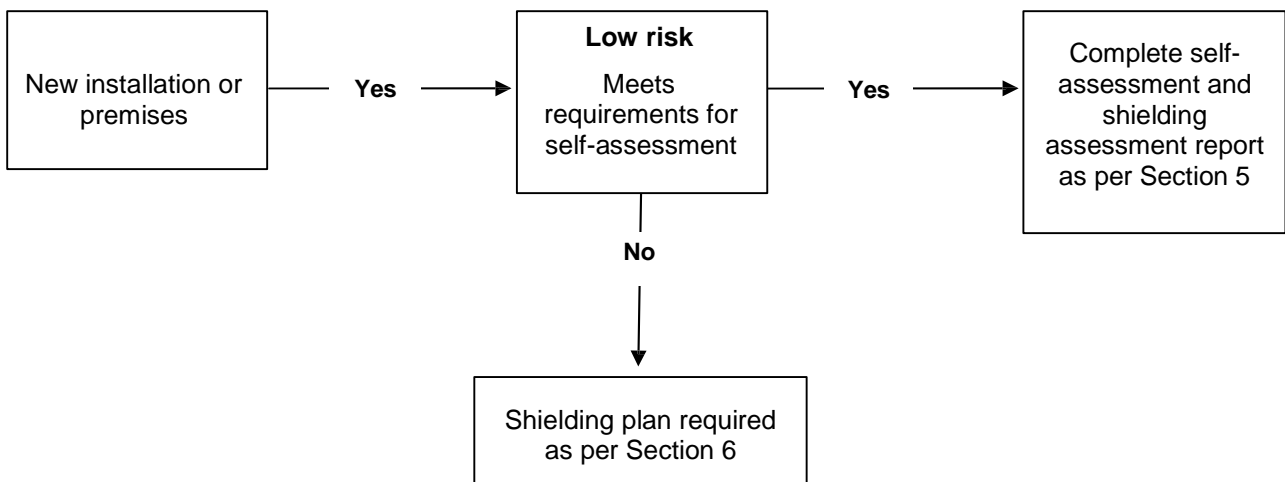 New installation or
premises
Yes
Low risk
Meets
requirements for
self-assessment
Yes
Complete self-
assessment and
shielding
assessment report
as per Section 5
No
Shielding plan required
as per Section 6